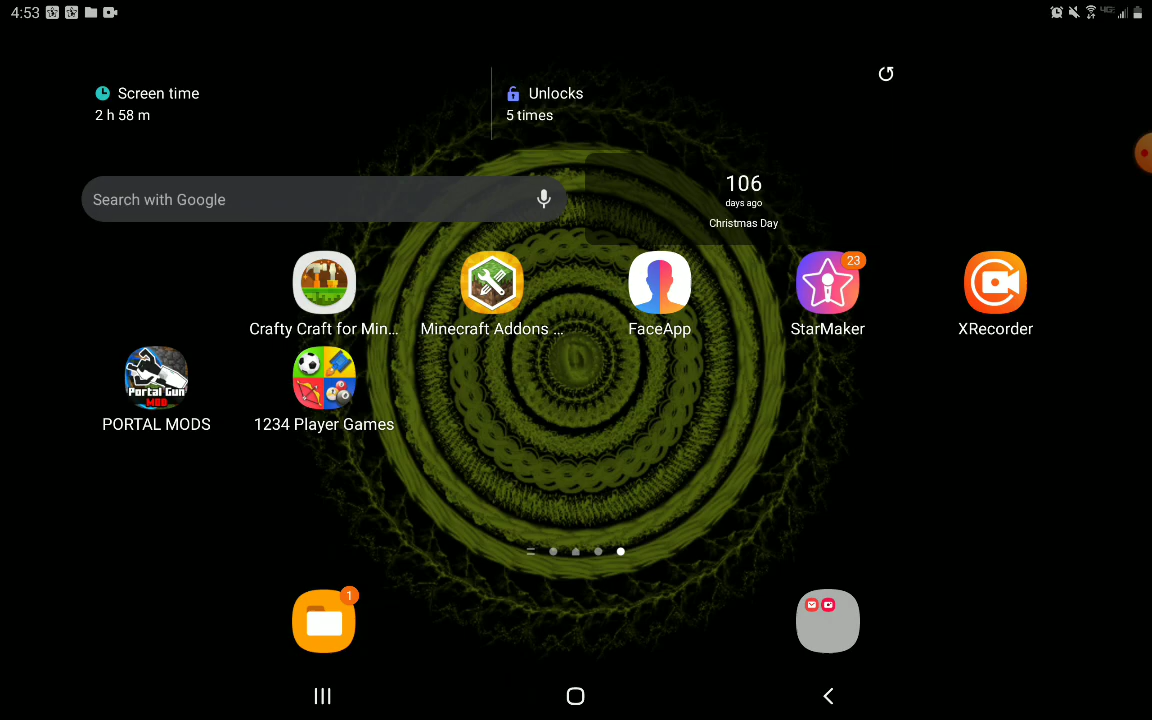 4:53
Screen time
2 h 58 m
Unlocks
5 times
Search with Google
106
days ago
Christmas Day
23
Crafty Craft for Min...
Minecraft Addons ...
FaceApp
StarMaker
XRecorder
Portal Gun
MOD
PORTAL MODS
1234 Player Games
1